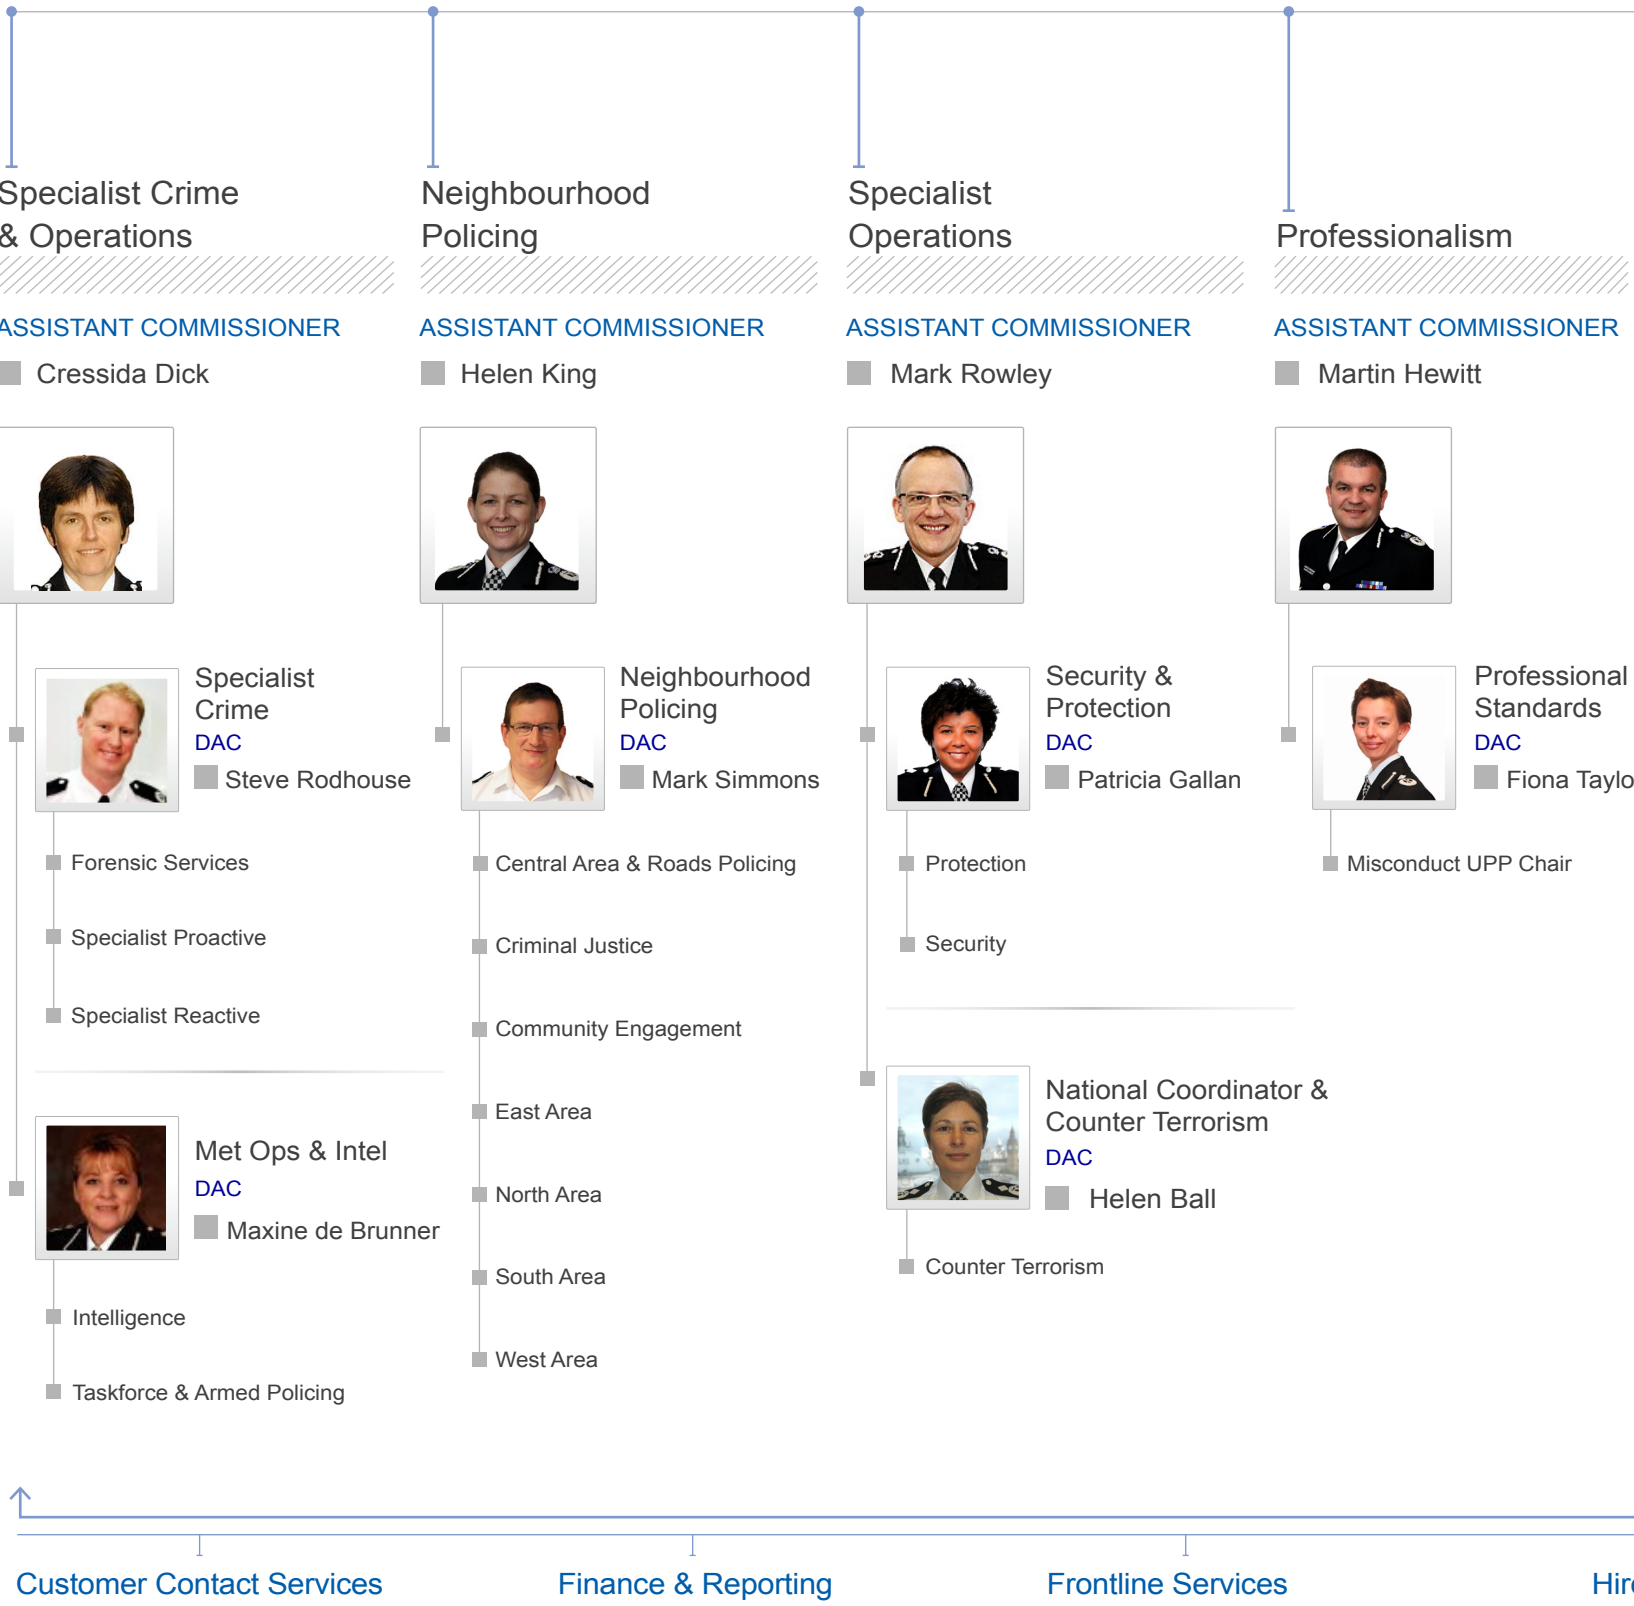 Specialist Crime
& Operations
ASSISTANT COMMISSIONER
Cressida Dick
Specialist
Crime
DAC
Steve Rodhouse
Forensic Services
Specialist Proactive
Specialist Reactive
Met Ops & Intel
DAC
Maxine de Brunner
Intelligence
Taskforce & Armed Policing
Neighbourhood
Policing
ASSISTANT COMMISSIONER
Helen King
Neighbourhood
Policing
DAC
Mark Simmons
Central Area & Roads Policing
Criminal Justice
Community Engagement
East Area
North Area
South Area
West Area
Specialist
Operations
ASSISTANT COMMISSIONER
Mark Rowley
Security &
Protection
DAC
Patricia Gallan
Protection
Security
National Coordinator &
Counter Terrorism
DAC
Helen Ball
Counter Terrorism
Professionalism
ASSISTANT COMMISSIONER
Martin Hewitt
Professional
Standards
DAC
Fiona Taylo
Misconduct UPP Chair
Customer Contact Services
Finance & Reporting
Frontline Services